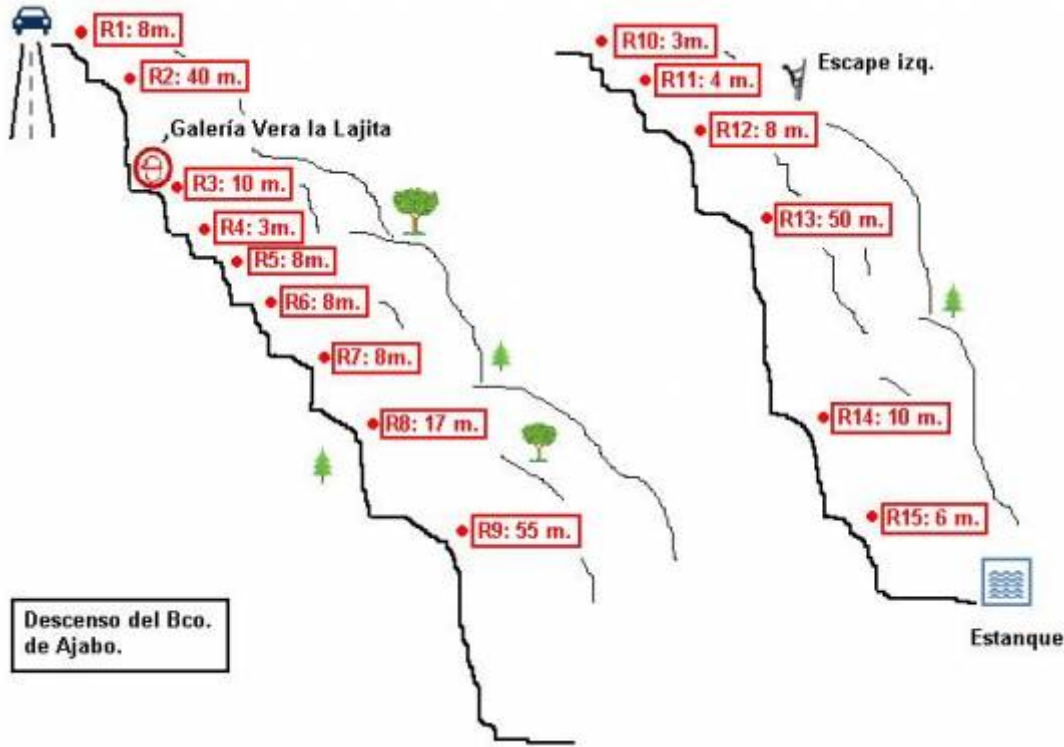 R1: 8m.
R2: 40 m.
Galería Vera la Lajita
R3: 10 m.
R4: 3m.
R5: 8m.
R6: 8m.
R7: 8m.
R8: 17 m.
R9: 55 m.
Descenso del Bco.
de Ajabo.
R10: 3m.
R11: 4 m.
Escape izq.
R12: 8 m.
R13: 50 m.
R14: 10 m.
R15: 6 m.
Estanque